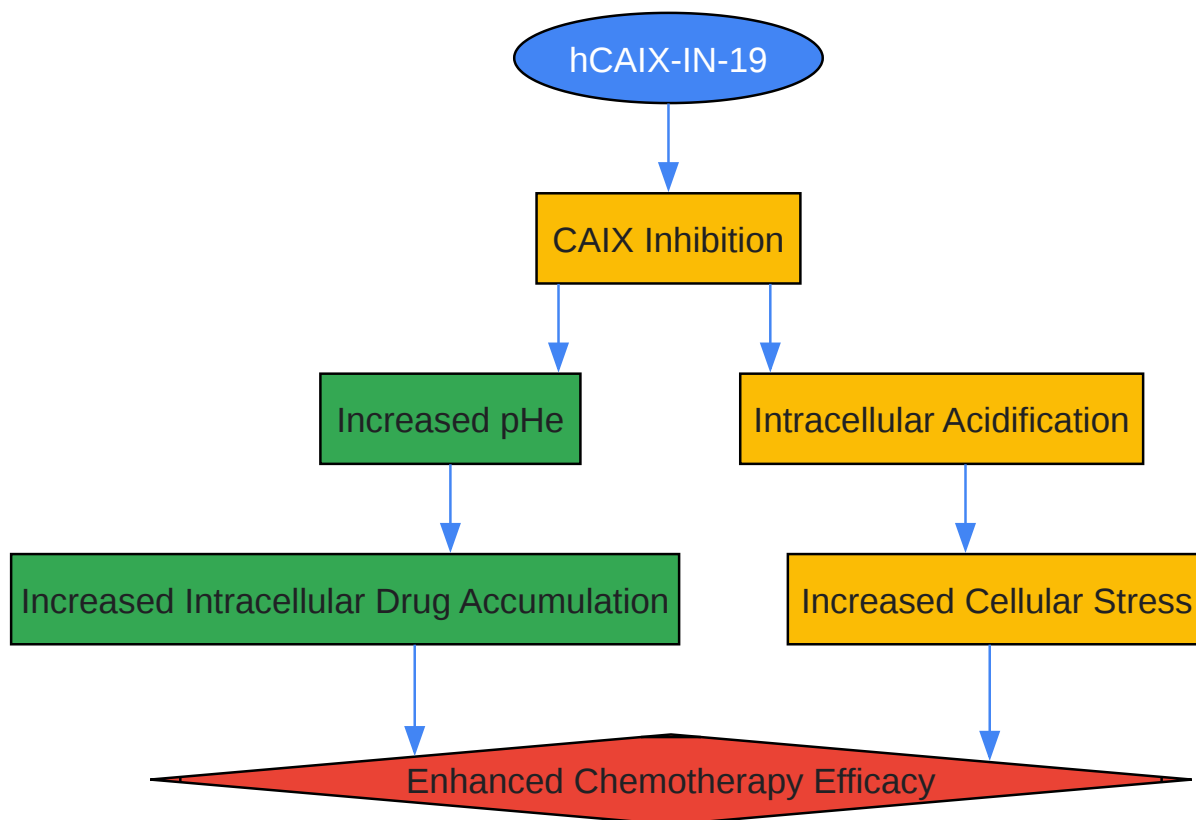 hCAIX-IN-19
CAIX Inhibition
Increased pHe
Intracellular Acidification
Increased Intracellular Drug Accumulation
Increased Cellular Stress
Enhanced Chemotherapy Efficacy